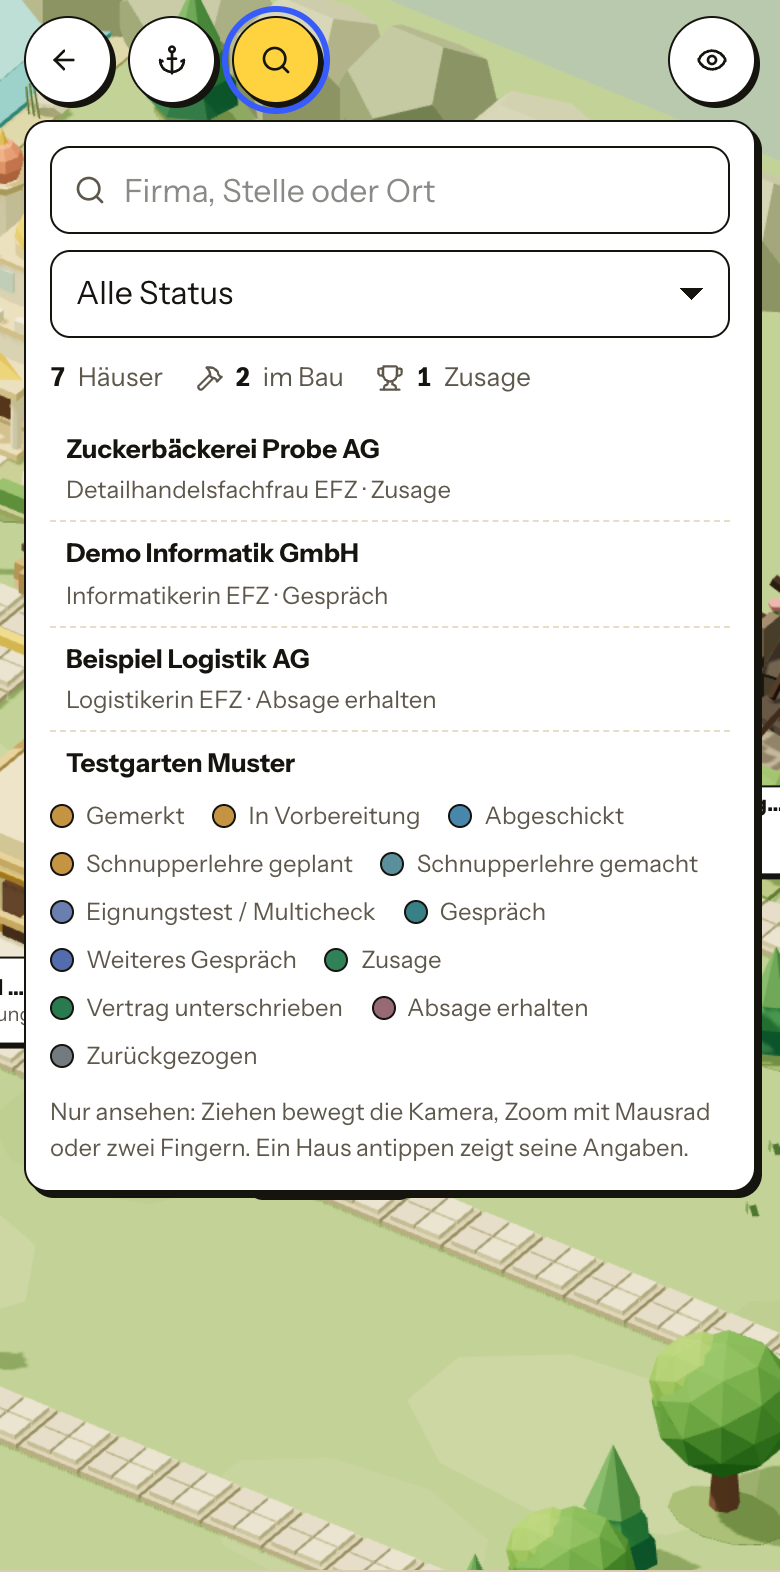 Firma, Stelle oder Ort
Alle Status
7 Häuser 2 im Bau 1 Zusage
Zuckerbäckerei Probe AG
Detailhandelsfachfrau EFZ · Zusage
Demo Informatik GmbH
Informatikerin EFZ · Gespräch
Beispiel Logistik AG
Logistikerin EFZ · Absage erhalten
Testgarten Muster
Gemerkt In Vorbereitung Abgeschickt
Schnupperlehre geplant Schnupperlehre gemacht
Eignungstest / Multicheck Gespräch
Weiteres Gespräch Zusage
Vertrag unterschrieben Absage erhalten
Zurückgezogen
Nur ansehen: Ziehen bewegt die Kamera, Zoom mit Mausrad
oder zwei Fingern. Ein Haus antippen zeigt seine Angaben.